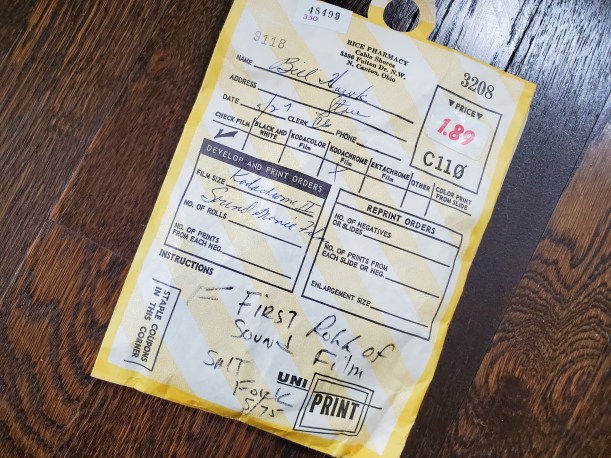 48499
330
9118
RICE PHARMACY
Cable Shores
5286 Fulton Dr. N.W.
N. Canton, Ohio
3208
NAME Bill
ADDRESS Store
DATE 5/27 CLERK PHONE
▼PRICE▼
1.89
C110
CHECK FILM ✓ BLACK AND WHITE KODACOLOR Film KODACHROME Film X EKTACHROME Film OTHER COLOR PRINT FROM SLIDE
DEVELOP AND PRINT ORDERS
FILM SIZE Kodachrome II
Sound Movie Film
NO. OF ROLLS
NO. OF PRINTS
FROM EACH NEG.
REPRINT ORDERS
NO. OF NEGATIVES
OR SLIDES
NO. OF PRINTS FROM
EACH SLIDE OR NEG.
ENLARGEMENT SIZE
INSTRUCTIONS
STAPLE COUPONS
IN THIS
CORNER
FIRST ROLL OF
SOUND FILM
SALT
FORK
5/75
UNI
PRINT